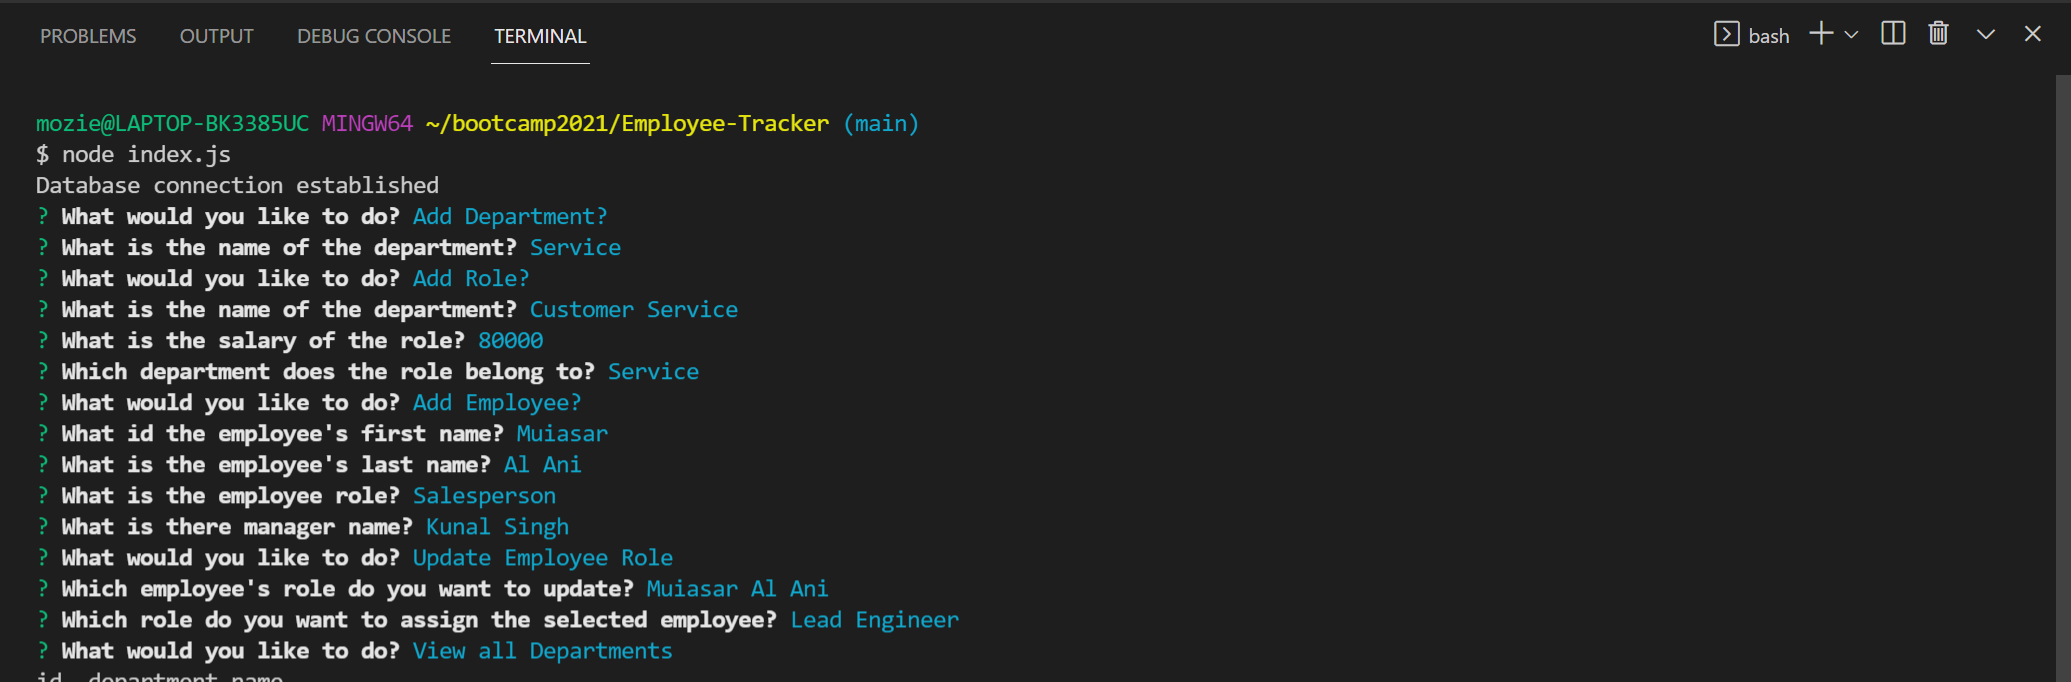 PROBLEMS OUTPUT DEBUG CONSOLE TERMINAL bash
mozie@LAPTOP-BK3385UC MINGW64 ~/bootcamp2021/Employee-Tracker (main)
$ node index.js
Database connection established
? What would you like to do? Add Department?
? What is the name of the department? Service
? What would you like to do? Add Role?
? What is the name of the department? Customer Service
? What is the salary of the role? 80000
? Which department does the role belong to? Service
? What would you like to do? Add Employee?
? What id the employee's first name? Muiasar
? What is the employee's last name? Al Ani
? What is the employee role? Salesperson
? What is there manager name? Kunal Singh
? What would you like to do? Update Employee Role
? Which employee's role do you want to update? Muiasar Al Ani
? Which role do you want to assign the selected employee? Lead Engineer
? What would you like to do? View all Departments
id department_name